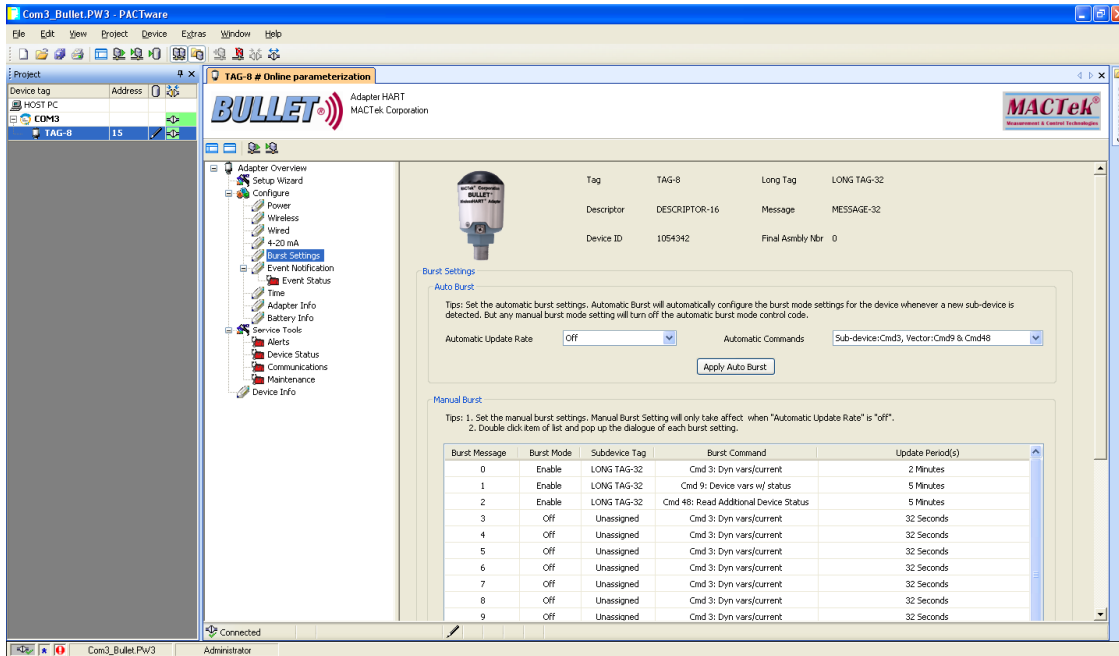 Com3_Bullet.PW3 - PACTware
File Edit View Project Device Extras Window Help
Project
TAG-8 # Online parameterization
Device tag Address
HOST PC
COM3
TAG-8 15
BULLET®
Adapter HART
MACTek Corporation
MACTek®
Measurement & Control Technologies
Adapter Overview
Setup Wizard
Configure
Power
Wireless
Wired
4-20 mA
Burst Settings
Event Notification
Event Status
Time
Adapter Info
Battery Info
Service Tools
Alerts
Device Status
Communications
Maintenance
Device Info
MACTek® Corporation
BULLET®
WirelessHART™ Adapter
Tag TAG-8 Long Tag LONG TAG-32
Descriptor DESCRIPTOR-16 Message MESSAGE-32
Device ID 1054342 Final Asmbly Nbr 0
Burst Settings
Auto Burst
Tips: Set the automatic burst settings. Automatic Burst will automatically configure the burst mode settings for the device whenever a new sub-device is
detected. But any manual burst mode setting will turn off the automatic burst mode control code.
Automatic Update Rate Off Automatic Commands Sub-device:Cmd3, Vector:Cmd9 & Cmd48
Apply Auto Burst
Manual Burst
Tips: 1. Set the manual burst settings. Manual Burst Setting will only take affect when "Automatic Update Rate" is "off".
2. Double click item of list and pop up the dialogue of each burst setting.
Burst Message Burst Mode Subdevice Tag Burst Command Update Period(s)
0 Enable LONG TAG-32 Cmd 3: Dyn vars/current 2 Minutes
1 Enable LONG TAG-32 Cmd 9: Device vars w/ status 5 Minutes
2 Enable LONG TAG-32 Cmd 48: Read Additional Device Status 5 Minutes
3 Off Unassigned Cmd 3: Dyn vars/current 32 Seconds
4 Off Unassigned Cmd 3: Dyn vars/current 32 Seconds
5 Off Unassigned Cmd 3: Dyn vars/current 32 Seconds
6 Off Unassigned Cmd 3: Dyn vars/current 32 Seconds
7 Off Unassigned Cmd 3: Dyn vars/current 32 Seconds
8 Off Unassigned Cmd 3: Dyn vars/current 32 Seconds
9 Off Unassigned Cmd 3: Dyn vars/current 32 Seconds
Connected
Com3_Bullet.PW3 Administrator